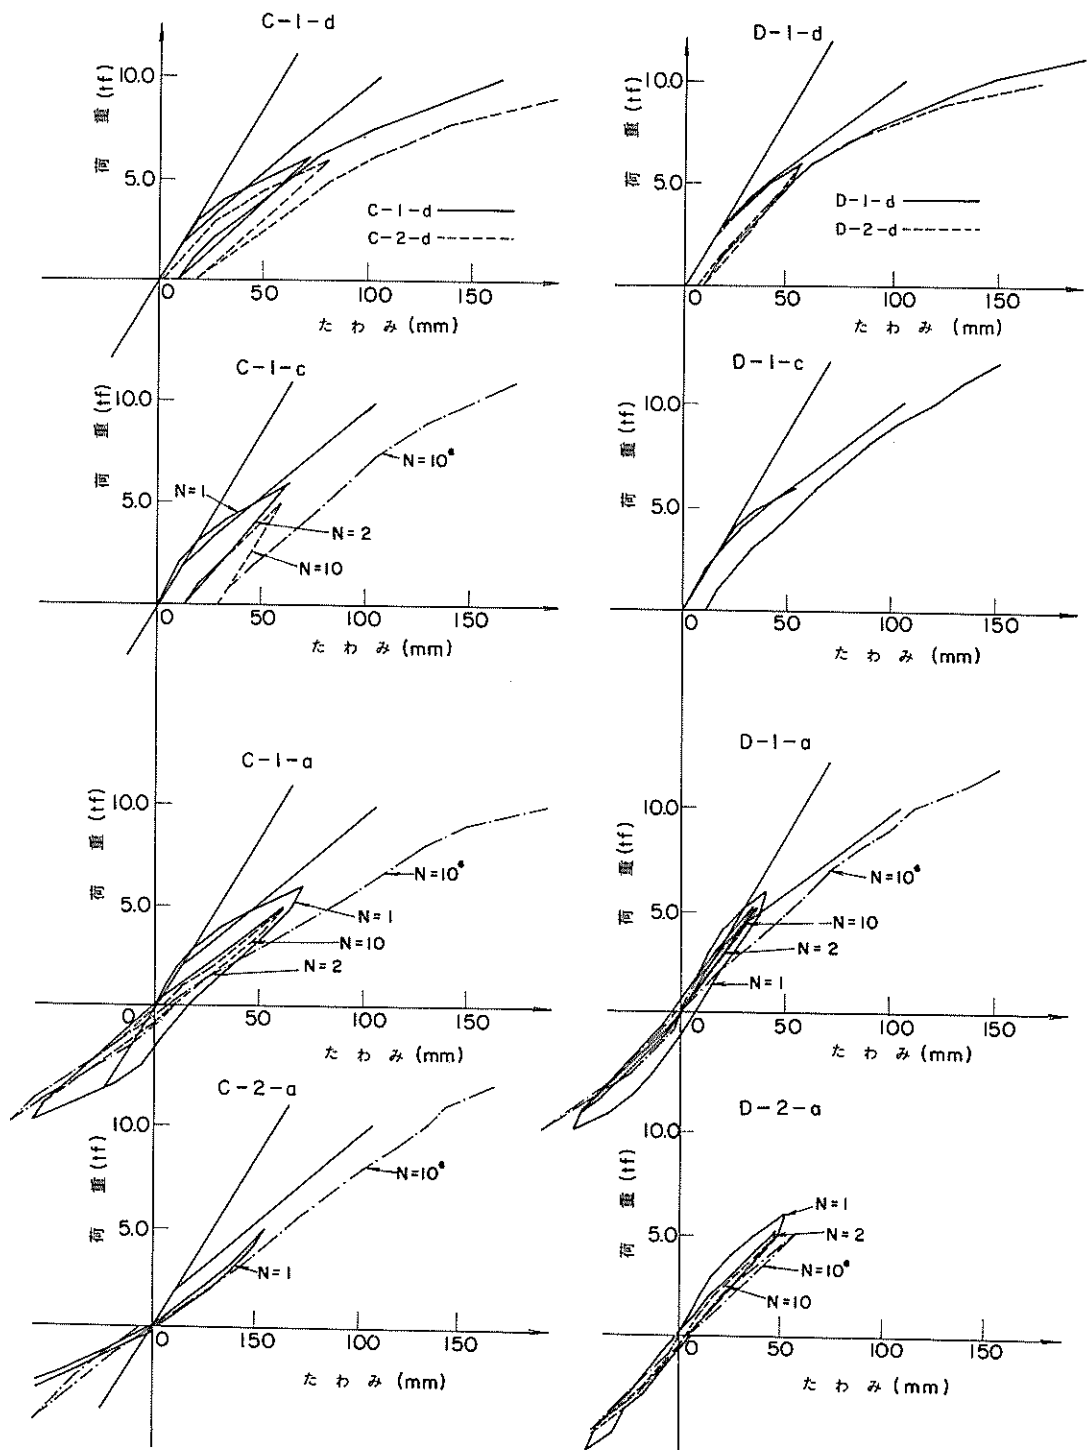 C-1-d
10.0
5.0
荷 重 (tf)
C-1-d
C-2-d
0 50 100 150
たわみ (mm)
D-1-d
10.0
5.0
荷 重 (tf)
D-1-d
D-2-d
0 50 100 150
たわみ (mm)
C-1-c
10.0
5.0
荷 重 (tf)
N=10⁶
N=1
N=2
N=10
0 50 100 150
たわみ (mm)
D-1-c
10.0
5.0
荷 重 (tf)
0 50 100 150
たわみ (mm)
C-1-a
10.0
5.0
荷 重 (tf)
N=10⁶
N=1
N=10
N=2
0 50 100 150
たわみ (mm)
D-1-a
10.0
5.0
荷 重 (tf)
N=10⁶
N=10
N=2
N=1
0 50 100 150
たわみ (mm)
C-2-a
10.0
5.0
荷 重 (tf)
N=10⁶
N=1
0 50 100 150
たわみ (mm)
D-2-a
10.0
5.0
荷 重 (tf)
N=1
N=2
N=10⁶
N=10
0 50 100 150
たわみ (mm)